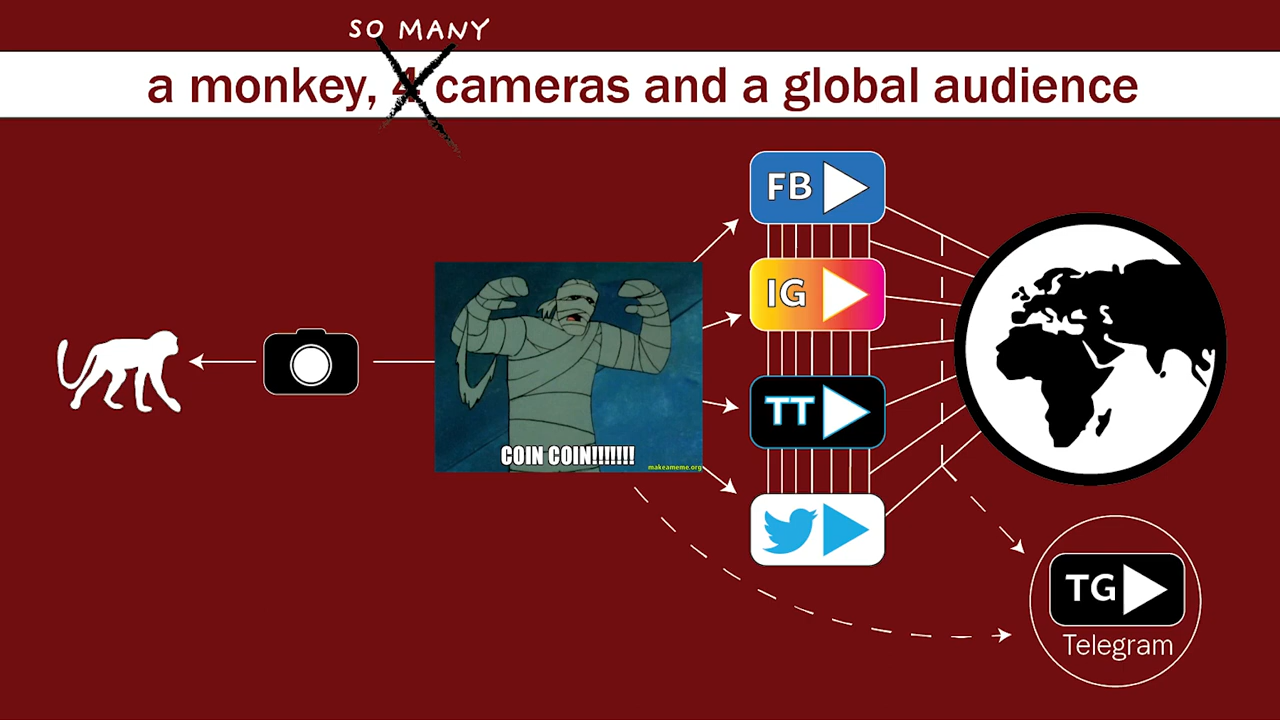 SO MANY
a monkey, 4 cameras and a global audience
FB
IG
TT
COIN COIN!!!!!!!
makeameme.org
TG
Telegram